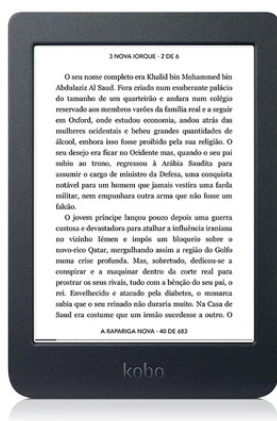 3 NOVA IORQUE - 2 DE 6
O seu nome completo era Khalid bin Mohammed bin
Abdulaziz Al Saud. Fora criado num exuberante palácio
do tamanho de um quarteirão e andara num colégio
reservado aos membros varões da família real e a seguir
em Oxford, onde estudou economia, andou atrás das
mulheres ocidentais e bebeu grandes quantidades de
álcool, embora isso fosse proibido pela sua religião. O
seu desejo era ficar no Ocidente mas, quando o seu pai
subiu ao trono, regressou à Arábia Saudita para
assumir o cargo de ministro da Defesa, uma conquista
notável para um homem que jamais vestira uma farda
militar, nem empunhara outra arma que não fosse um
falcão.
O jovem príncipe lançou pouco depois uma guerra
custosa e devastadora para atalhar a influência iraniana
no vizinho Iémen e impôs um bloqueio sobre o
novo-rico Qatar, mergulhando assim a região do Golfo
numa crise profunda. Mas, sobretudo, dedicou-se a
conspirar e a maquinar dentro da corte real para
prostrar os seus rivais, tudo com a bênção do seu pai, o
rei. Envelhecido e atacado pela diabetes, o monarca
sabia que o seu reinado não duraria muito. Na Casa de
Saud era costume que um irmão sucedesse a outro. O
A RAPARIGA NOVA - 40 DE 683
kobo